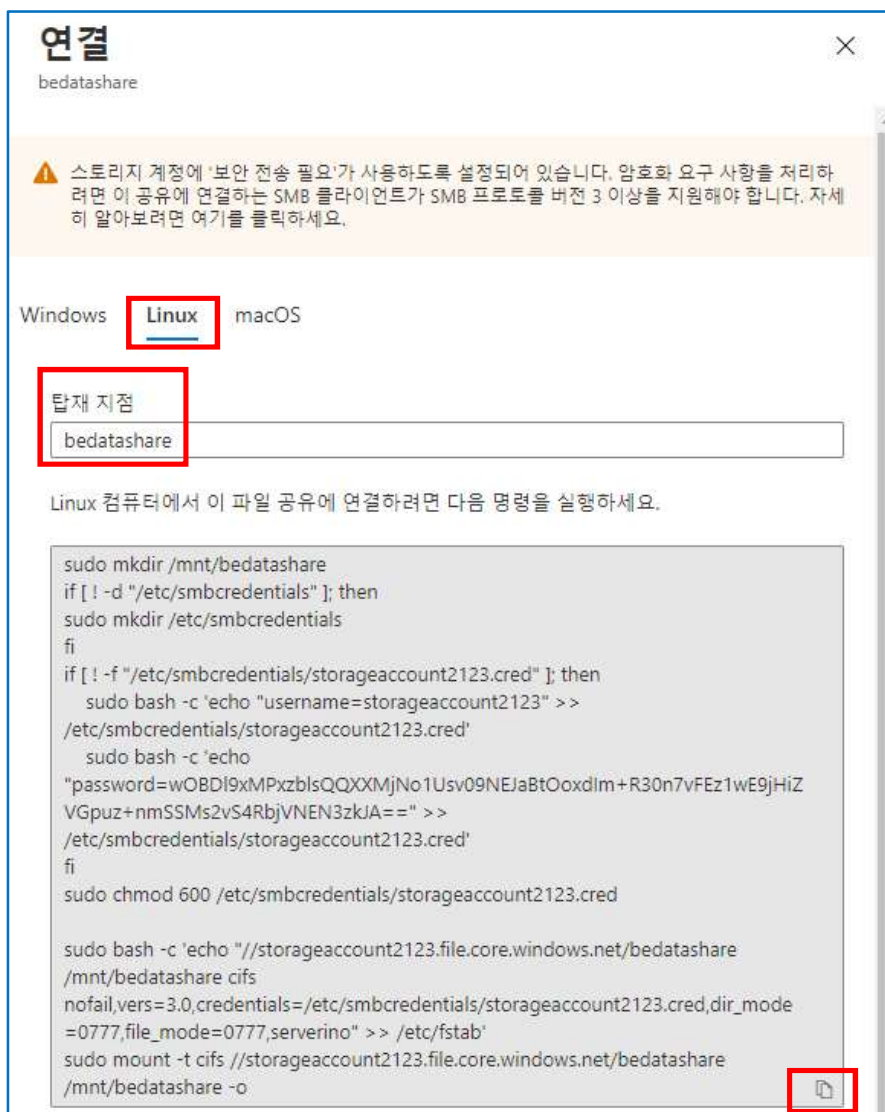 연결
bedatashare
스토리지 계정에 '보안 전송 필요'가 사용하도록 설정되어 있습니다. 암호화 요구 사항을 처리하
려면 이 공유에 연결하는 SMB 클라이언트가 SMB 프로토콜 버전 3 이상을 지원해야 합니다. 자세
히 알아보려면 여기를 클릭하세요.
Windows Linux macOS
탑재 지점
bedatashare
Linux 컴퓨터에서 이 파일 공유에 연결하려면 다음 명령을 실행하세요.
sudo mkdir /mnt/bedatashare
if [ ! -d "/etc/smbcredentials" ]; then
sudo mkdir /etc/smbcredentials
fi
if [ ! -f "/etc/smbcredentials/storageaccount2123.cred" ]; then
sudo bash -c 'echo "username=storageaccount2123" >>
/etc/smbcredentials/storageaccount2123.cred'
sudo bash -c 'echo
"password=wOBDl9xMPxzblsQQXXMjNo1Usv09NEJaBtOoxdIm+R30n7vFEz1wE9jHiZ
VGpuz+nmSSMs2vS4RbjVNEN3zkJA==" >>
/etc/smbcredentials/storageaccount2123.cred'
fi
sudo chmod 600 /etc/smbcredentials/storageaccount2123.cred
sudo bash -c 'echo "//storageaccount2123.file.core.windows.net/bedatashare
/mnt/bedatashare cifs
nofail,vers=3.0,credentials=/etc/smbcredentials/storageaccount2123.cred,dir_mode
=0777,file_mode=0777,serverino" >> /etc/fstab'
sudo mount -t cifs //storageaccount2123.file.core.windows.net/bedatashare
/mnt/bedatashare -o